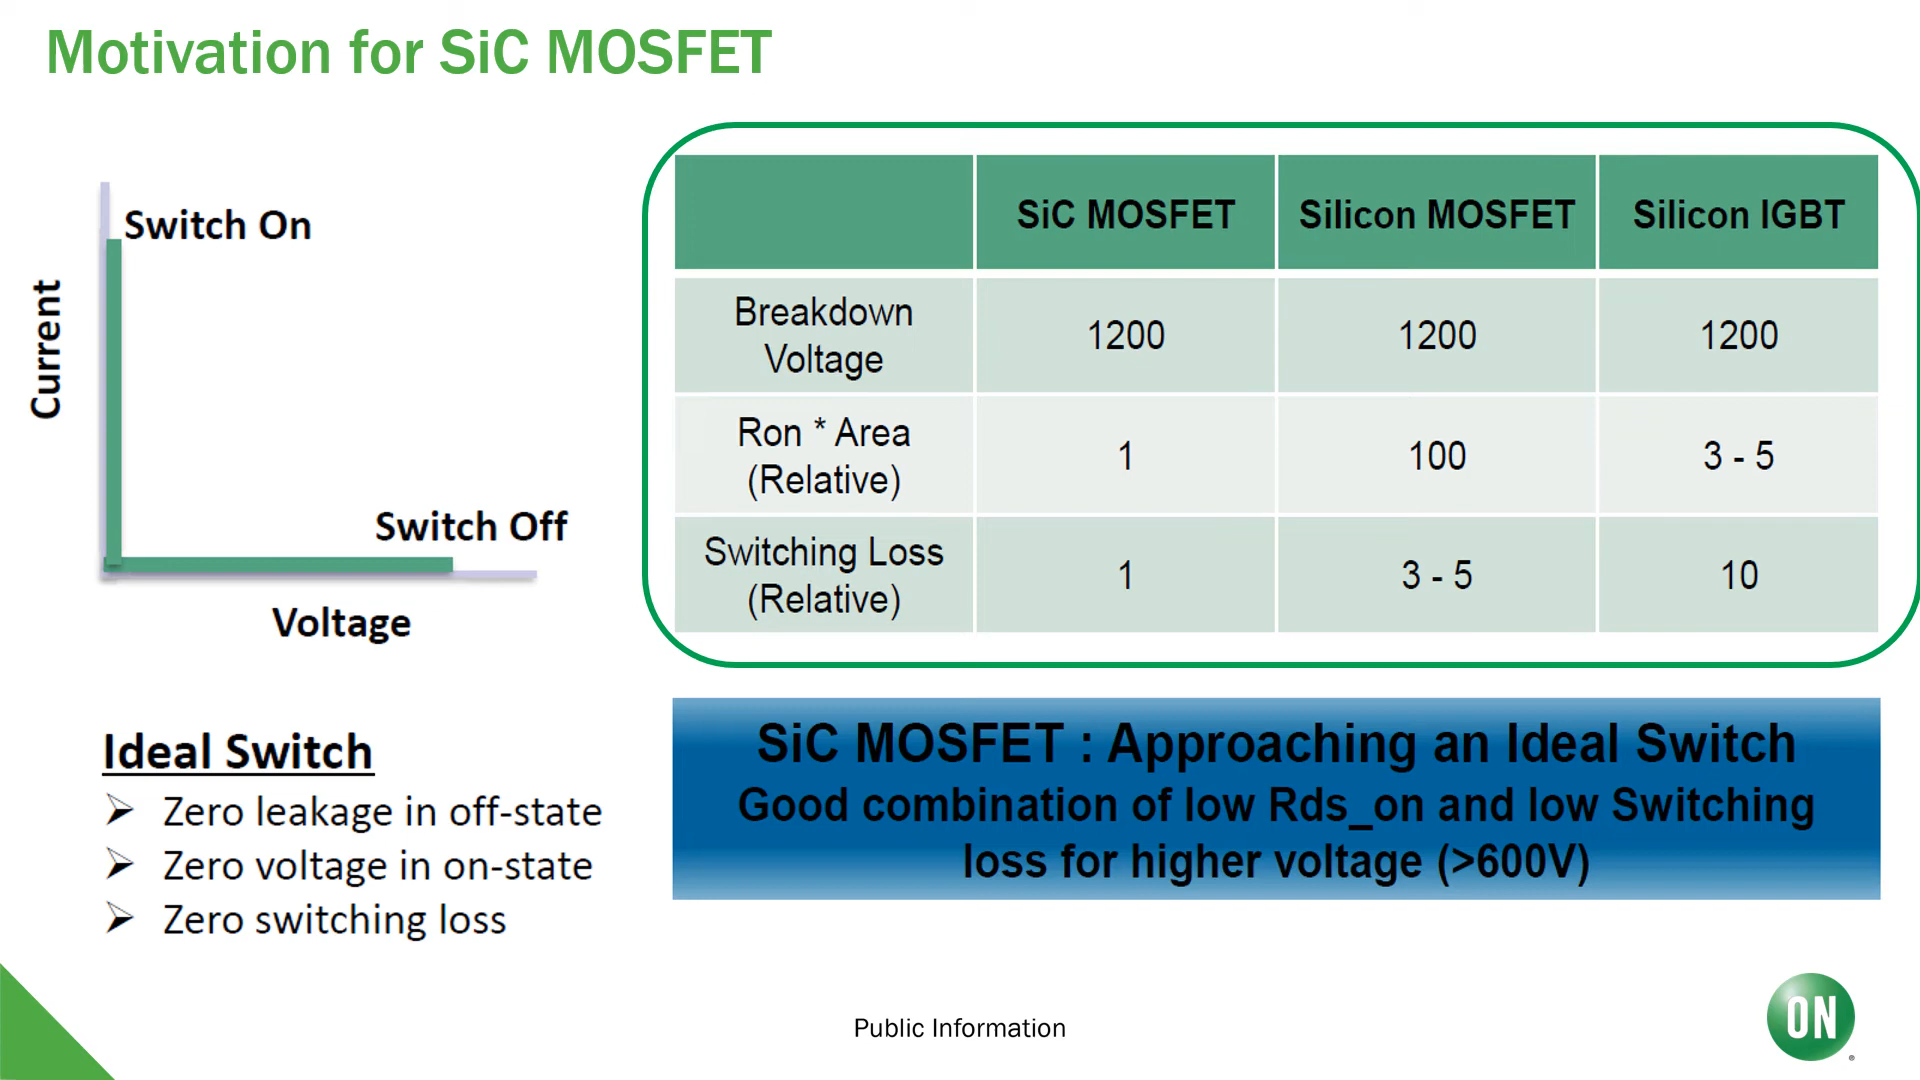 Motivation for SiC MOSFET
Switch On
Current
Switch Off
Voltage
Ideal Switch
➢ Zero leakage in off-state
➢ Zero voltage in on-state
➢ Zero switching loss
SiC MOSFET Silicon MOSFET Silicon IGBT
Breakdown
Voltage
1200 1200 1200
Ron * Area
(Relative)
1 100 3 - 5
Switching Loss
(Relative)
1 3 - 5 10
SiC MOSFET : Approaching an Ideal Switch
Good combination of low Rds_on and low Switching
loss for higher voltage (>600V)
Public Information
ON
®